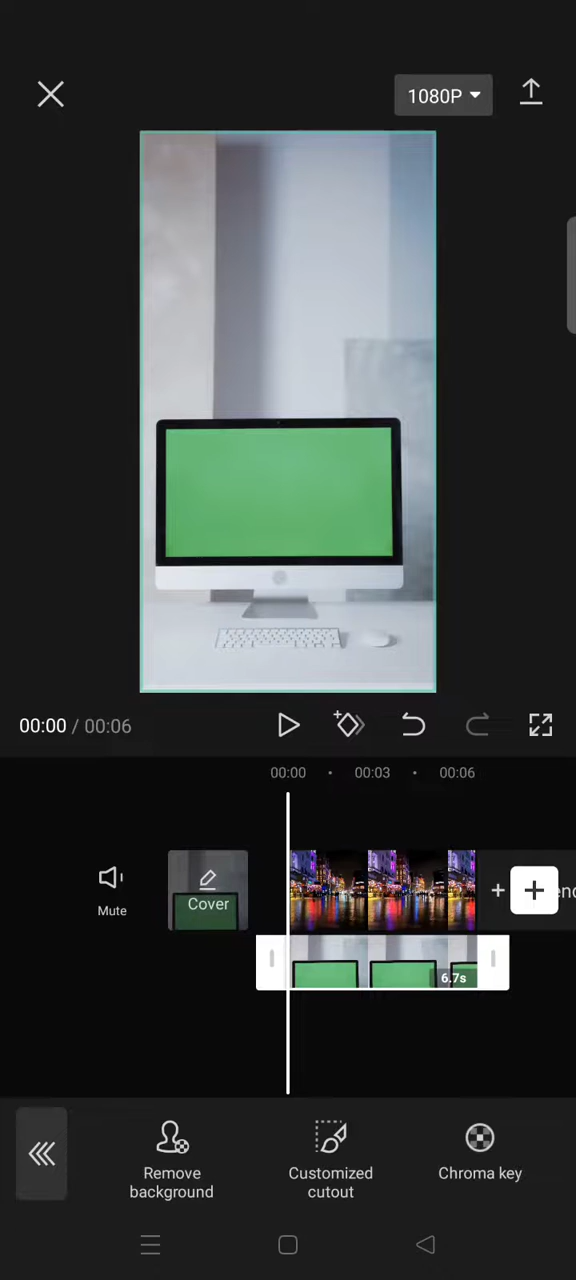 1080P
00:00 / 00:06
00:00 • 00:03 • 00:06
Mute
Cover
6.7s
Remove
background
Customized
cutout
Chroma key